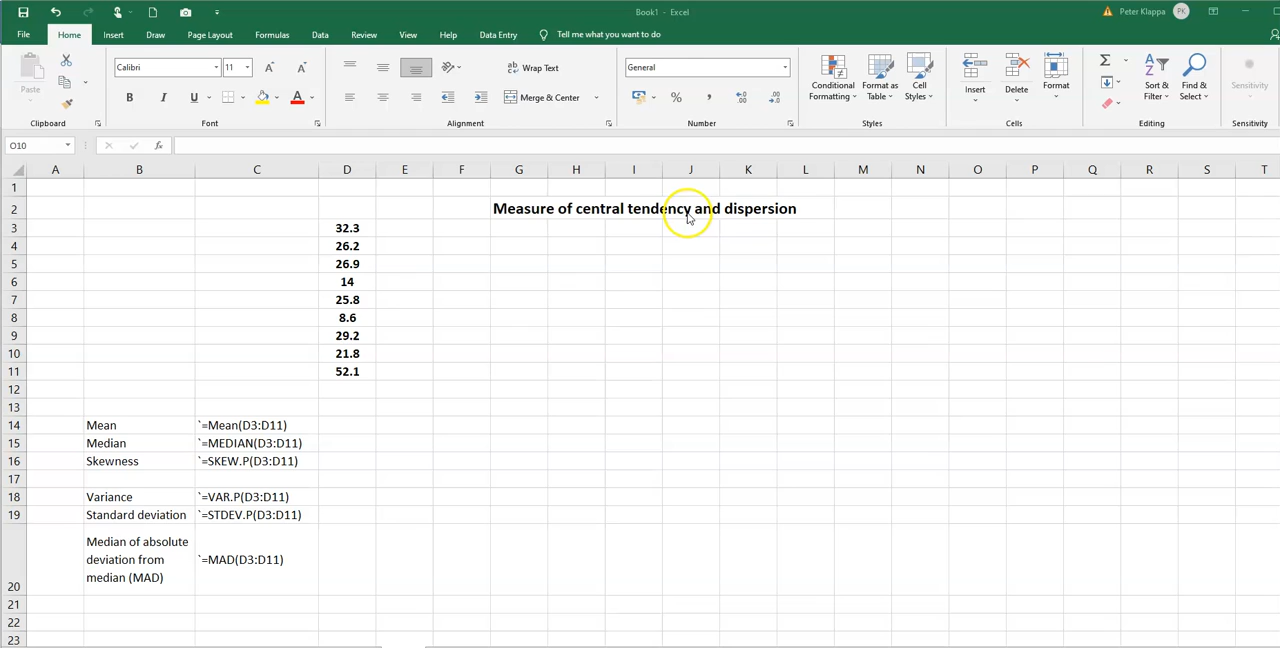 Book1 - Excel
Peter Klappa PK
File Home Insert Draw Page Layout Formulas Data Review View Help Data Entry Tell me what you want to do
Paste
Clipboard
Calibri 11
B I U A
Font
Wrap Text
Merge & Center
Alignment
General
%
Number
Conditional Formatting
Format as Table
Cell Styles
Styles
Insert
Delete
Format
Cells
Sort & Filter
Find & Select
Editing
Sensitivity
Sensitivity
O10 fx
A B C D E F G H I J K L M N O P Q R S T
1
2 Measure of central tendency and dispersion
3 32.3
4 26.2
5 26.9
6 14
7 25.8
8 8.6
9 29.2
10 21.8
11 52.1
12
13
14 Mean `=Mean(D3:D11)
15 Median `=MEDIAN(D3:D11)
16 Skewness `=SKEW.P(D3:D11)
17
18 Variance `=VAR.P(D3:D11)
19 Standard deviation `=STDEV.P(D3:D11)
Median of absolute
deviation from `=MAD(D3:D11)
20 median (MAD)
21
22
23